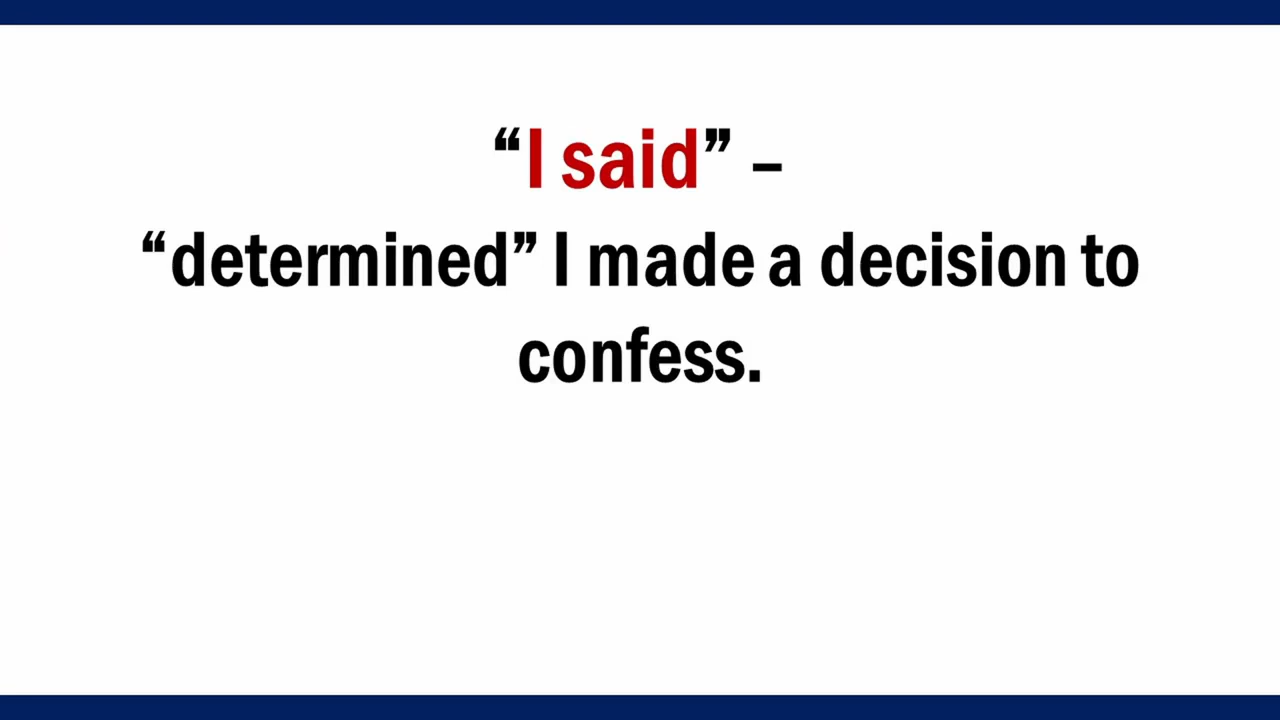 “I said” –
“determined” I made a decision to
confess.